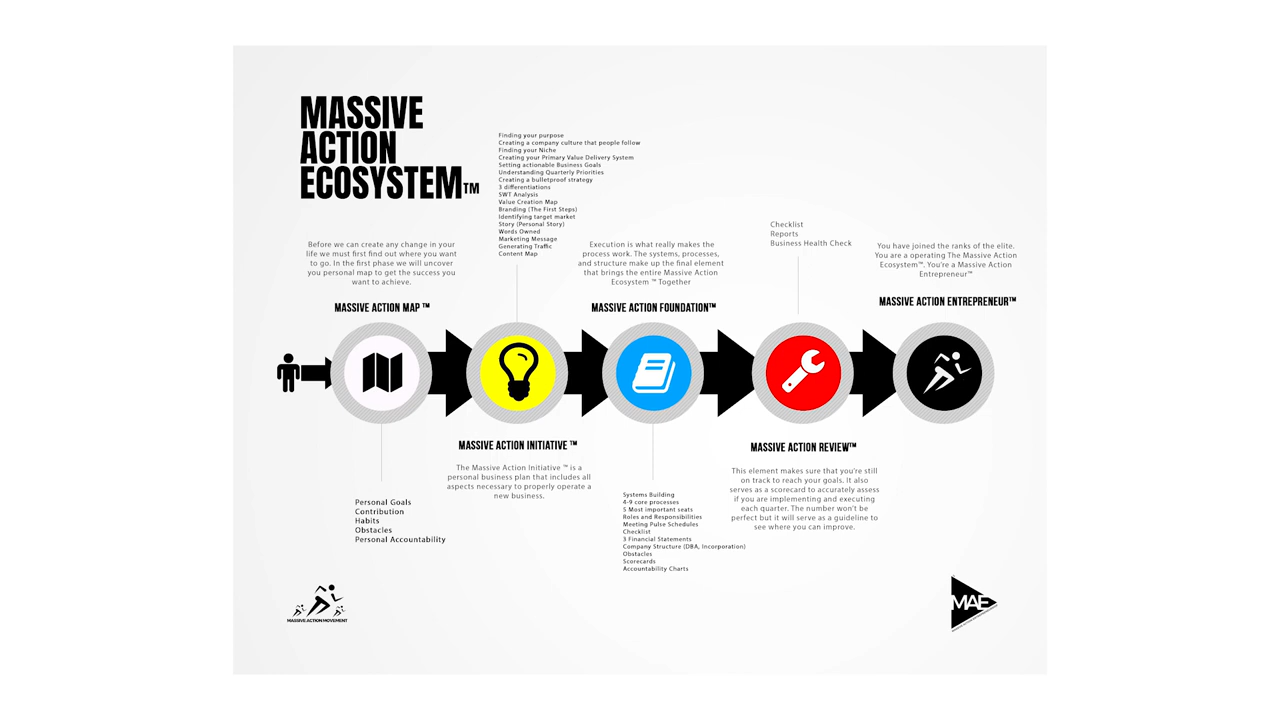 MASSIVE
ACTION
ECOSYSTEM™
Finding your purpose
Creating a company culture that people follow
Finding your Niche
Creating your Primary Value Delivery System
Setting actionable Business Goals
Understanding Quarterly Priorities
Creating a bulletproof strategy
3 differentiations
SWT Analysis
Value Creation Map
Branding (The First Steps)
Identifying target market
Story (Personal Story)
Words Owned
Marketing Message
Generating Traffic
Content Map
Before we can create any change in your
life we must first find out where you want
to go. In the first phase we will uncover
you personal map to get the success you
want to achieve.
MASSIVE ACTION MAP ™
Execution is what really makes the
process work. The systems, processes,
and structure make up the final element
that brings the entire Massive Action
Ecosystem ™ Together
MASSIVE ACTION FOUNDATION™
Checklist
Reports
Business Health Check
You have joined the ranks of the elite.
You are a operating The Massive Action
Ecosystem™. You're a Massive Action
Entrepreneur™
MASSIVE ACTION ENTREPRENEUR™
MASSIVE ACTION INITIATIVE ™
The Massive Action Initiative ™ is a
personal business plan that includes all
aspects necessary to properly operate a
new business.
MASSIVE ACTION REVIEW™
This element makes sure that you're still
on track to reach your goals. It also
serves as a scorecard to accurately assess
if you are implementing and executing
each quarter. The number won't be
perfect but it will serve as a guideline to
see where you can improve.
Personal Goals
Contribution
Habits
Obstacles
Personal Accountability
Systems Building
4-9 core processes
5 Most important seats
Roles and Responsibilities
Meeting Pulse Schedules
Checklist
3 Financial Statements
Company Structure (DBA, Incorporation)
Obstacles
Scorecards
Accountability Charts
MASSIVE ACTION MOVEMENT
MAE